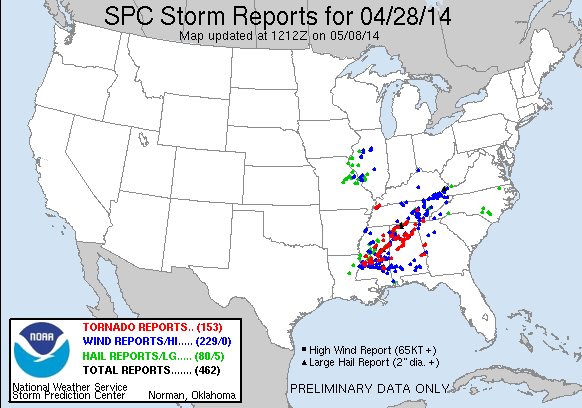 SPC Storm Reports for 04/28/14
Map updated at 1212Z on 05/08/14
NOAA
TORNADO REPORTS.. (153)
WIND REPORTS/HI..... (229/0)
HAIL REPORTS/LG..... (80/5)
TOTAL REPORTS....... (462)
National Weather Service
Storm Prediction Center Norman, Oklahoma
High Wind Report (65KT +)
Large Hail Report (2" dia. +)
PRELIMINARY DATA ONLY